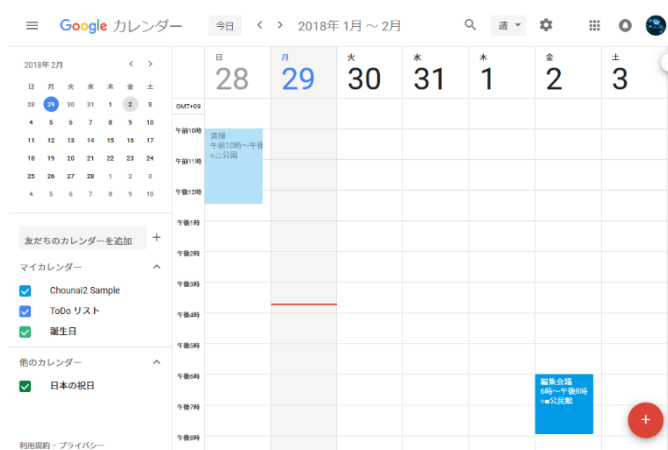 Google カレンダー
今日
2018年 1月 ～ 2月
週
2018年 2月
日 月 火 水 木 金 土
28 29 30 31 1 2 3
4 5 6 7 8 9 10
11 12 13 14 15 16 17
18 19 20 21 22 23 24
25 26 27 28 1 2 3
4 5 6 7 8 9 10
友だちのカレンダーを追加
マイカレンダー
Chounai2 Sample
ToDo リスト
誕生日
他のカレンダー
日本の祝日
利用規約 – プライバシー
日 月 火 水 木 金 土
28 29 30 31 1 2 3
GMT+09
午前10時
午前11時
午後12時
午後1時
午後2時
午後3時
午後4時
午後5時
午後6時
午後7時
午後8時
清掃
午前10時～午後
○△公園
編集会議
6時～午後8時
○■公民館
+